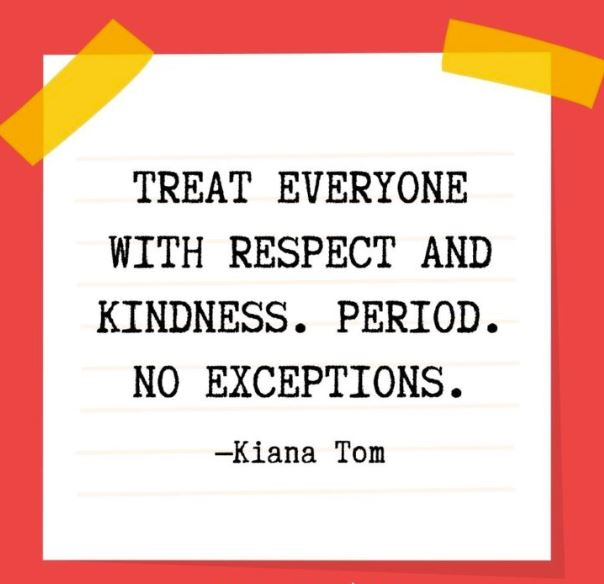 TREAT EVERYONE
WITH RESPECT AND
KINDNESS. PERIOD.
NO EXCEPTIONS.
—Kiana Tom